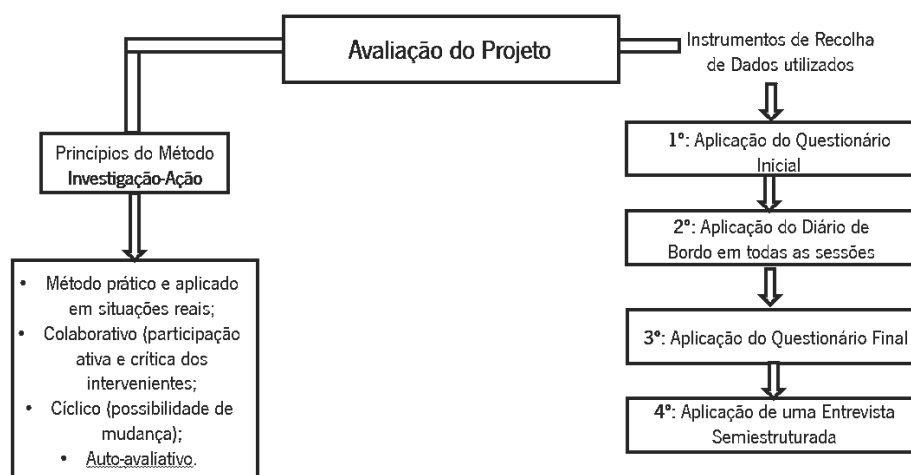 Avaliação do Projeto
Instrumentos de Recolha
de Dados utilizados
Princípios do Método
Investigação-Ação
• Método prático e aplicado
em situações reais;
• Colaborativo (participação
ativa e crítica dos
intervenientes;
• Cíclico (possibilidade de
mudança);
• Auto-avaliativo.
1º: Aplicação do Questionário
Inicial
2º: Aplicação do Diário de
Bordo em todas as sessões
3º: Aplicação do Questionário Final
4º: Aplicação de uma Entrevista
Semiestruturada